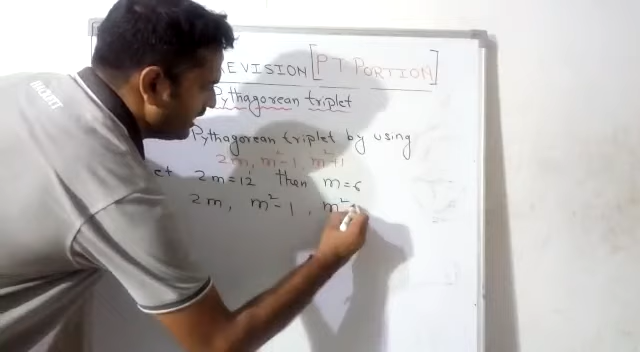 EVISION [PT PORTION]
Pythagorean triplet
Pythagorean triplet by using
2m, m²-1, m²+1
et 2m=12 then m=6
2m, m²-1, m²